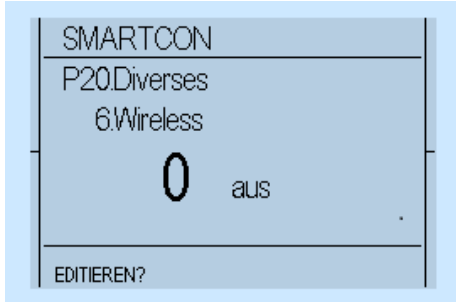 SMARTCON
P20.Diverses
6.Wireless
0 aus
EDITIEREN?